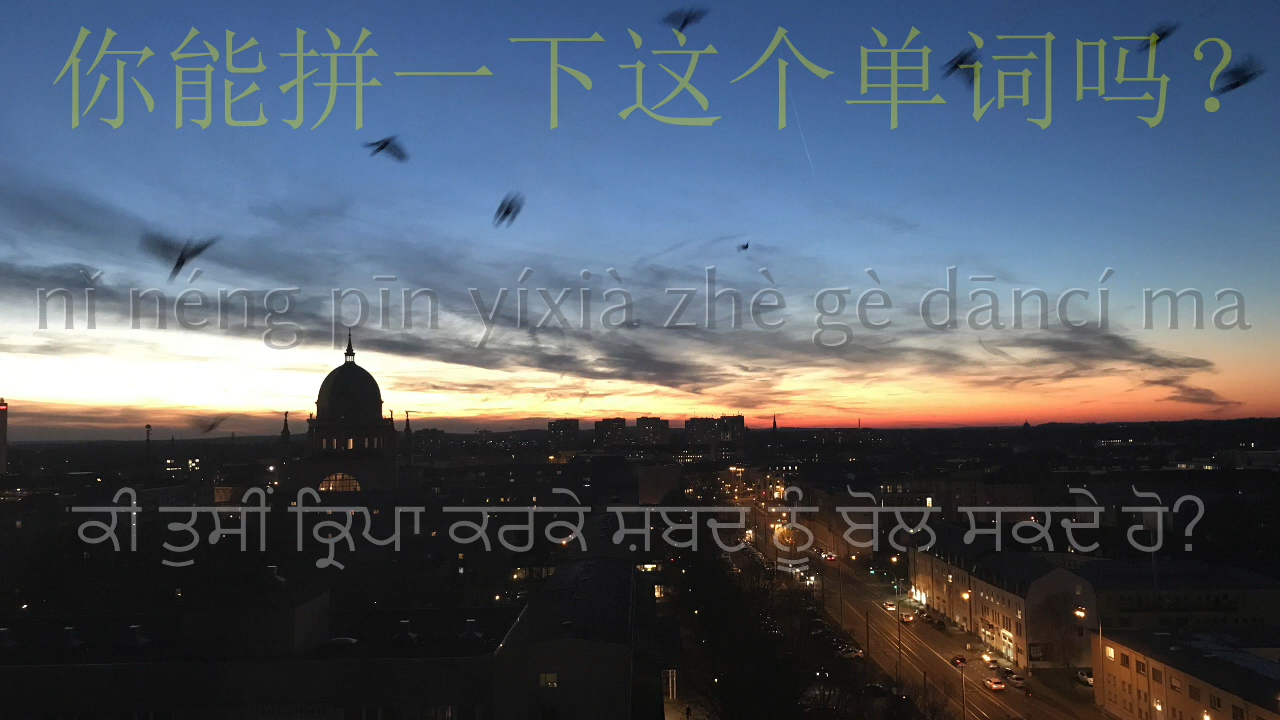 你能拼一下这个单词吗？
nǐ néng pīn yíxià zhè gè dāncí ma
ਕੀ ਤੁਸੀਂ ਕ੍ਰਿਪਾ ਕਰਕੇ ਸ਼ਬਦ ਨੂੰ ਬੋਲ ਸਕਦੇ ਹੋ?